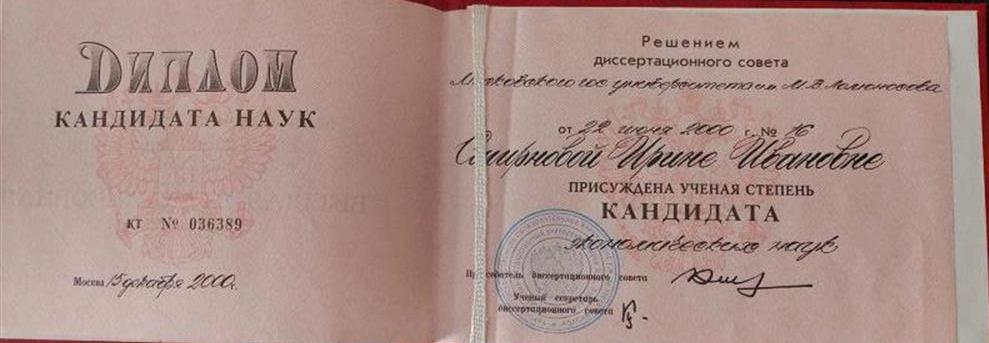 ДИПЛОМ
КАНДИДАТА НАУК
КТ № 036389
Москва 15 декабря 2000г.
Решением
диссертационного совета
Московского гос. университета им. М.В. Ломоносова
от 22 июня 2000 г. № 16
Смирновой Ирине Ивановне
ПРИСУЖДЕНА УЧЕНАЯ СТЕПЕНЬ
КАНДИДАТА
экономических наук
Председатель диссертационного совета
Ученый секретарь
диссертационного совета